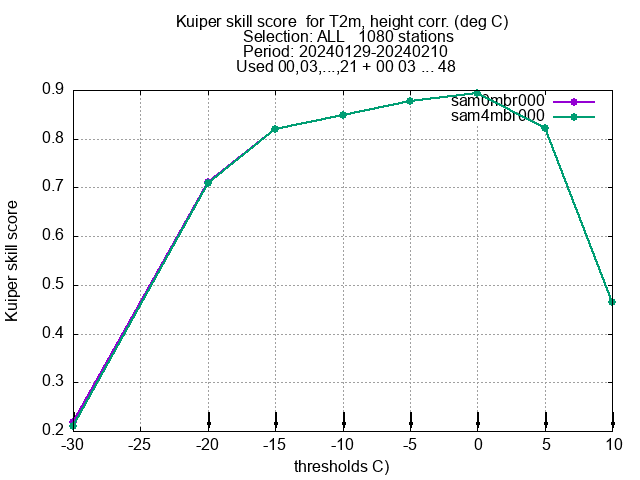 Kuiper skill score  for T2m, height corr. (deg C)
Selection: ALL   1080 stations
Period: 20240129-20240210
Used 00,03,...,21 + 00 03 ... 48
sam0mbr000
sam4mbr000
0.9
0.8
0.7
0.6
0.5
0.4
0.3
0.2
Kuiper skill score
-30 -25 -20 -15 -10 -5 0 5 10
thresholds C)